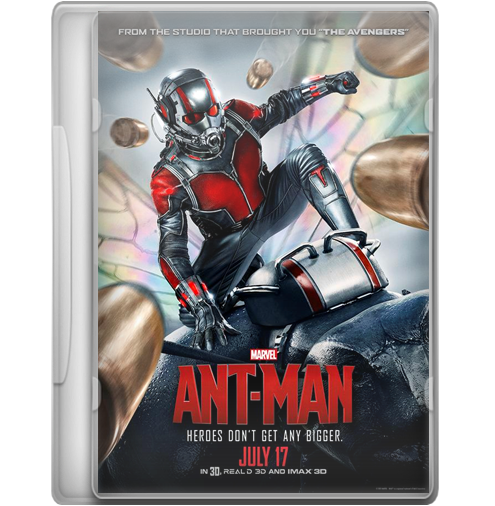 FROM THE STUDIO THAT BROUGHT YOU "THE AVENGERS"
MARVEL
ANT-MAN
HEROES DON'T GET ANY BIGGER.
JULY 17
IN 3D, REAL D 3D AND IMAX 3D